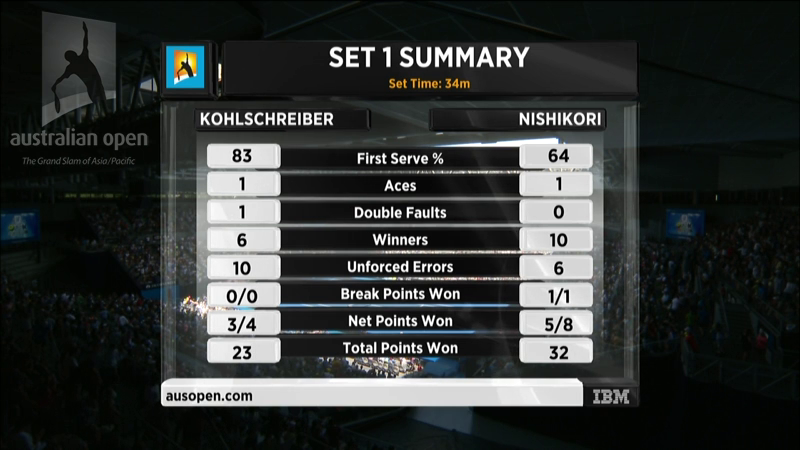 australian open
The Grand Slam of Asia/Pacific
SET 1 SUMMARY
Set Time: 34m
KOHLSCHREIBER NISHIKORI
83 First Serve % 64
1 Aces 1
1 Double Faults 0
6 Winners 10
10 Unforced Errors 6
0/0 Break Points Won 1/1
3/4 Net Points Won 5/8
23 Total Points Won 32
ausopen.com IBM